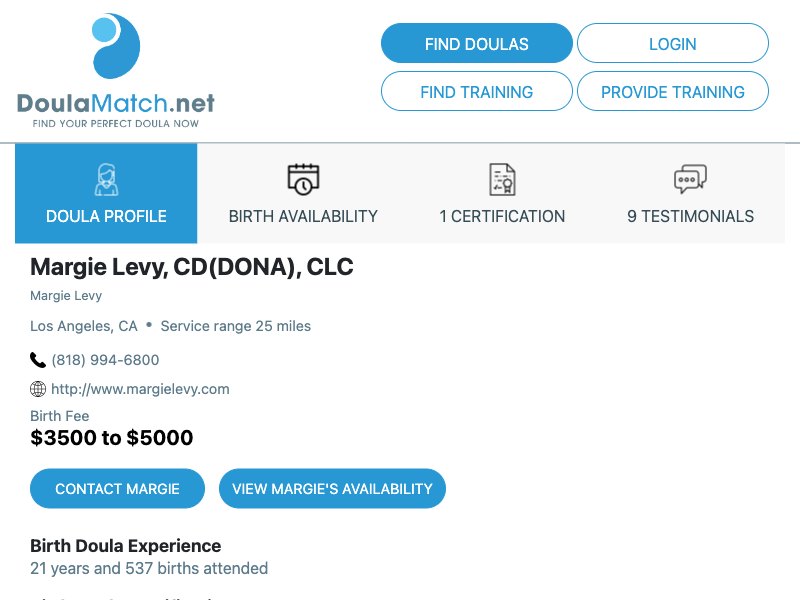 DoulaMatch.net
FIND YOUR PERFECT DOULA NOW
FIND DOULAS
LOGIN
FIND TRAINING
PROVIDE TRAINING
DOULA PROFILE
BIRTH AVAILABILITY
1 CERTIFICATION
9 TESTIMONIALS
Margie Levy, CD(DONA), CLC
Margie Levy
Los Angeles, CA • Service range 25 miles
(818) 994-6800
http://www.margielevy.com
Birth Fee
$3500 to $5000
CONTACT MARGIE
VIEW MARGIE'S AVAILABILITY
Birth Doula Experience
21 years and 537 births attended